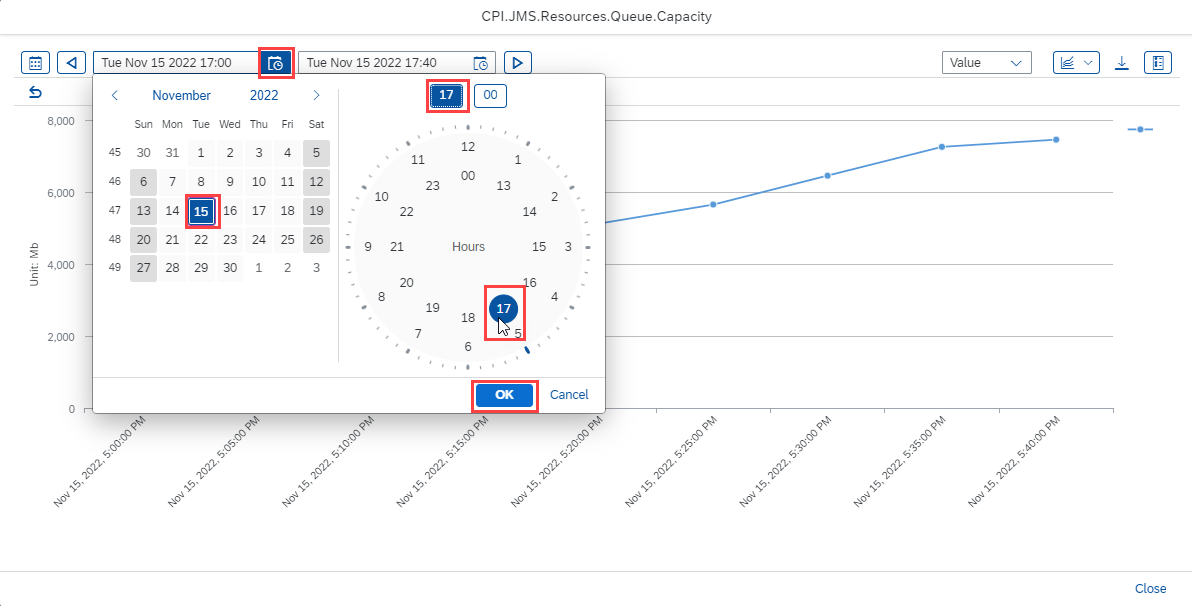 CPI.JMS.Resources.Queue.Capacity
Tue Nov 15 2022 17:00
Tue Nov 15 2022 17:40
Value
November 2022
Sun Mon Tue Wed Thu Fri Sat
45 30 31 1 2 3 4 5
46 6 7 8 9 10 11 12
47 13 14 15 16 17 18 19
48 20 21 22 23 24 25 26
49 27 28 29 30 1 2 3
17 00
12
11 1
00
23 13
10 2
22 14
9 21 Hours 15 3
20 16
8 4
19 17
18
7 5
6
OK Cancel
Unit: Mb
8,000
6,000
4,000
2,000
0
Nov 15, 2022, 5:00:00 PM
Nov 15, 2022, 5:05:00 PM
Nov 15, 2022, 5:10:00 PM
Nov 15, 2022, 5:15:00 PM
Nov 15, 2022, 5:20:00 PM
Nov 15, 2022, 5:25:00 PM
Nov 15, 2022, 5:30:00 PM
Nov 15, 2022, 5:35:00 PM
Nov 15, 2022, 5:40:00 PM
Close